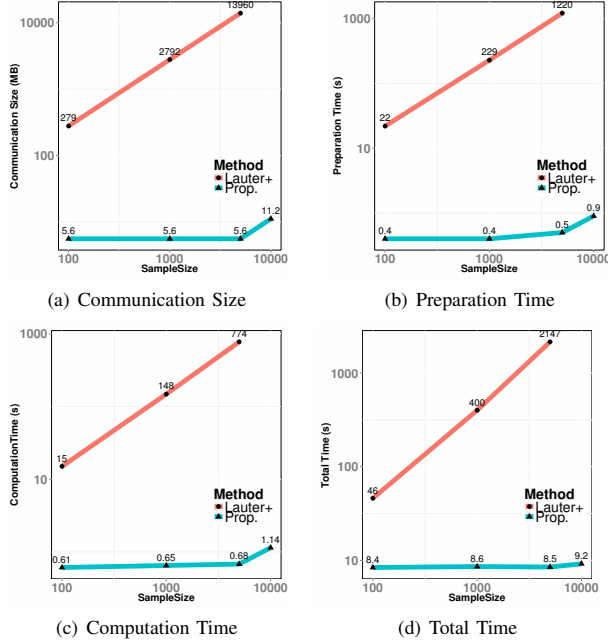 13960
10000
2792
279
100
Communication Size (MB)
Method
Lauter+
Prop.
5.6
5.6
5.6
11.2
100
1000
10000
SampleSize
(a) Communication Size
1220
1000
229
22
10
Preparation Time (s)
Method
Lauter+
Prop.
0.4
0.4
0.5
0.9
100
1000
10000
SampleSize
(b) Preparation Time
1000
774
148
15
10
ComputationTime (s)
Method
Lauter+
Prop.
0.61
0.65
0.68
1.14
100
1000
10000
SampleSize
(c) Computation Time
2147
1000
400
100
46
10
Total Time (s)
Method
Lauter+
Prop.
8.4
8.6
8.5
9.2
100
1000
10000
SampleSize
(d) Total Time